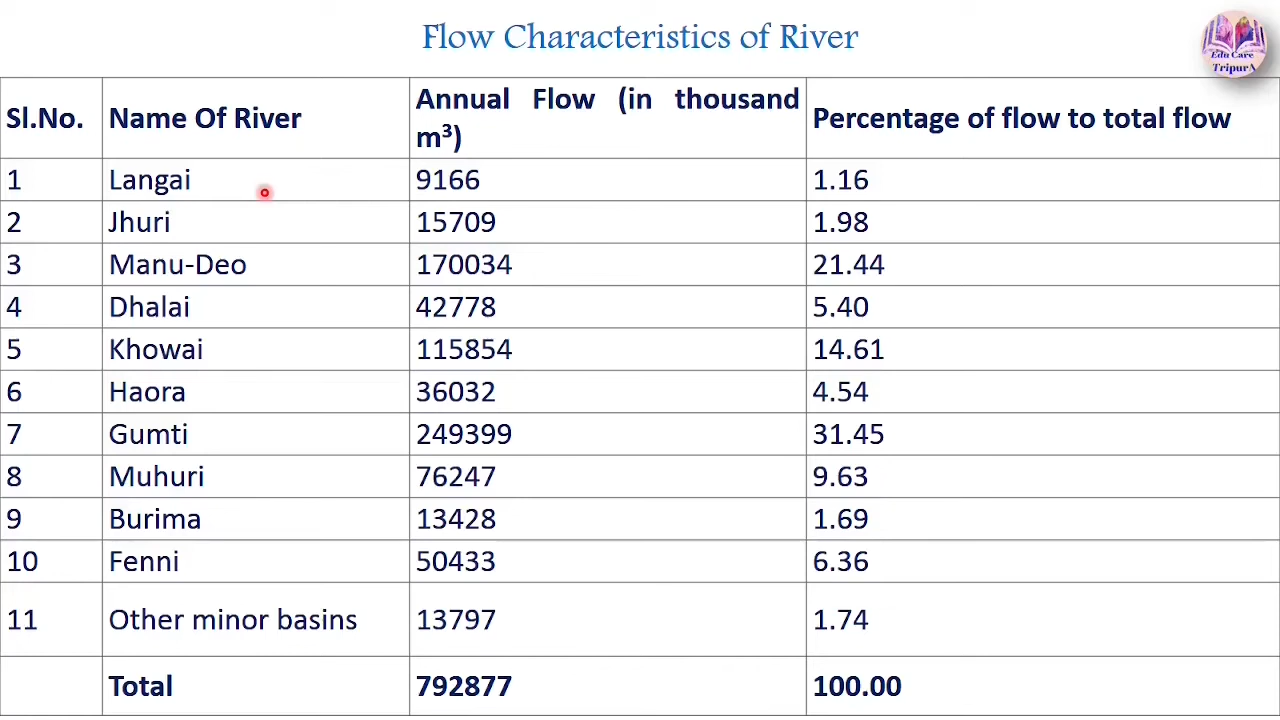 Flow Characteristics of River
Edu Care
TripurA
Sl.No. Name Of River Annual Flow (in thousand m³) Percentage of flow to total flow
1 Langai 9166 1.16
2 Jhuri 15709 1.98
3 Manu-Deo 170034 21.44
4 Dhalai 42778 5.40
5 Khowai 115854 14.61
6 Haora 36032 4.54
7 Gumti 249399 31.45
8 Muhuri 76247 9.63
9 Burima 13428 1.69
10 Fenni 50433 6.36
11 Other minor basins 13797 1.74
Total 792877 100.00